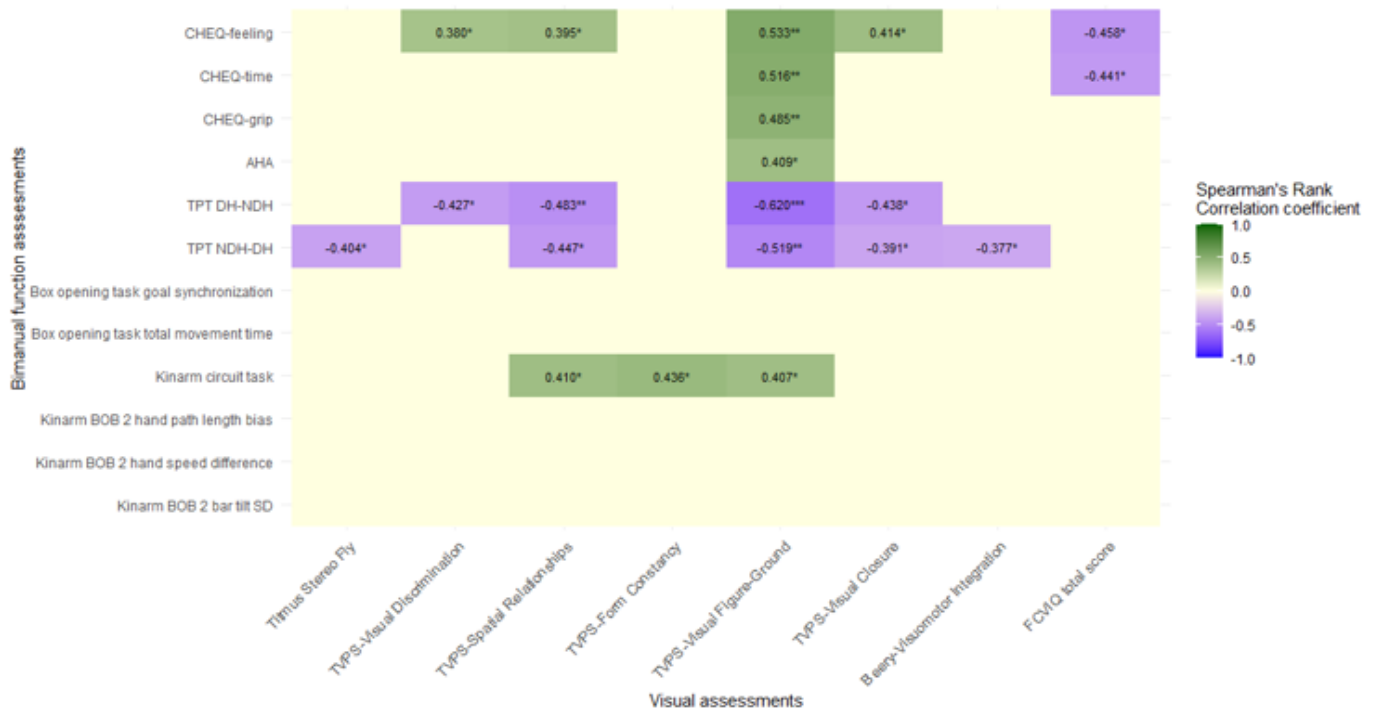 Bimanual function asssesments
CHEQ-feeling
0.380*
0.395*
0.533**
0.414*
-0.458*
CHEQ-time
0.516**
-0.441*
CHEQ-grip
0.485**
AHA
0.409*
TPT DH-NDH
-0.427*
-0.483**
-0.620***
-0.438*
TPT NDH-DH
-0.404*
-0.447*
-0.519**
-0.391*
-0.377*
Box opening task goal synchronization
Box opening task total movement time
Kinarm circuit task
0.410*
0.436*
0.407*
Kinarm BOB 2 hand path length bias
Kinarm BOB 2 hand speed difference
Kinarm BOB 2 bar tilt SD
Titmus Stereo Fly
TVPS-Visual Discrimination
TVPS-Spatial Relationships
TVPS-Form Constancy
TVPS-Visual Figure-Ground
TVPS-Visual Closure
Beery-Visuomotor Integration
FCVIQ total score
Visual assessments
Spearman's Rank
Correlation coefficient
1.0
0.5
0.0
-0.5
-1.0